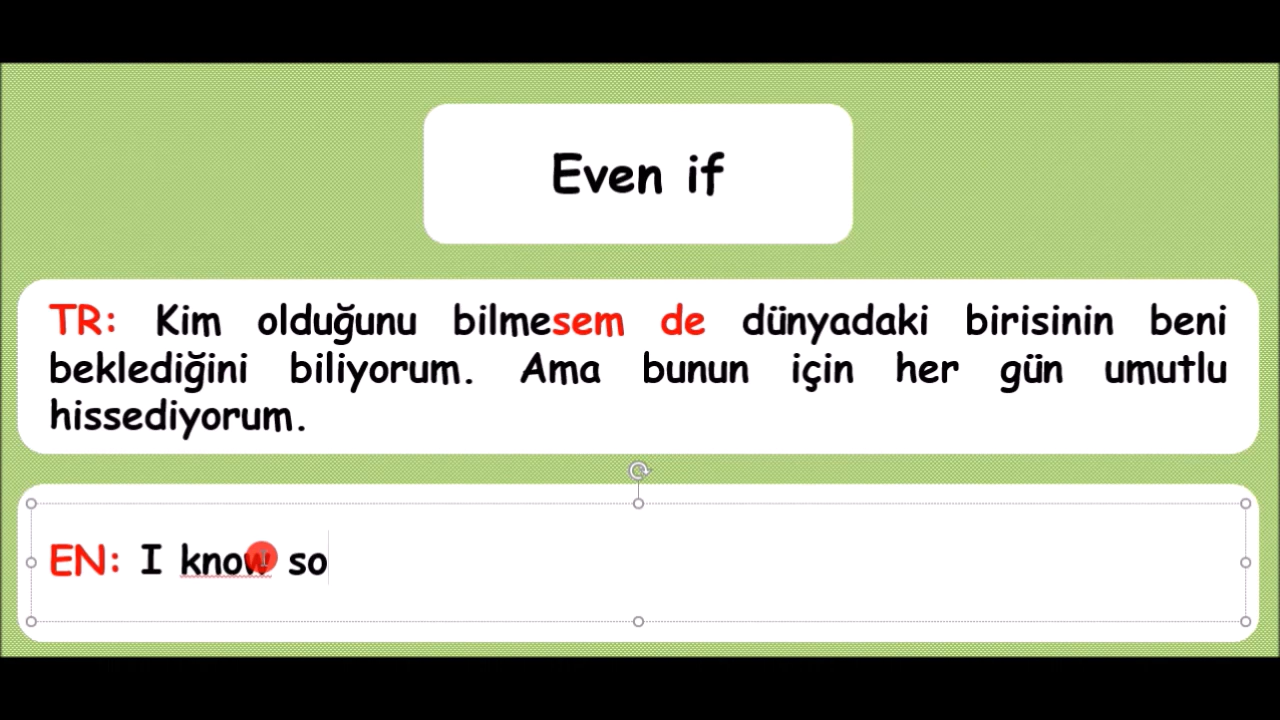 Even if
TR: Kim olduğunu bilmesem de dünyadaki birisinin beni
beklediğini biliyorum. Ama bunun için her gün umutlu
hissediyorum.
EN: I know so